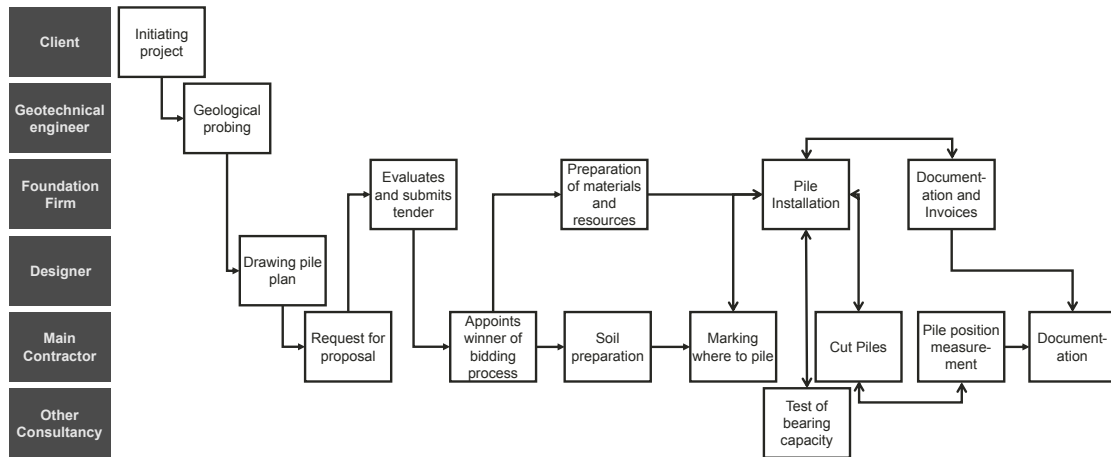 Client
Initiating
project
Geotechnical
engineer
Geological
probing
Foundation
Firm
Evaluates
and submits
tender
Preparation
of materials
and
resources
Pile
Installation
Document-
ation and
Invoices
Designer
Drawing pile
plan
Main
Contractor
Request for
proposal
Appoints
winner of
bidding
process
Soil
preparation
Marking
where to pile
Cut Piles
Pile position
measure-
ment
Document-
ation
Other
Consultancy
Test of
bearing
capacity